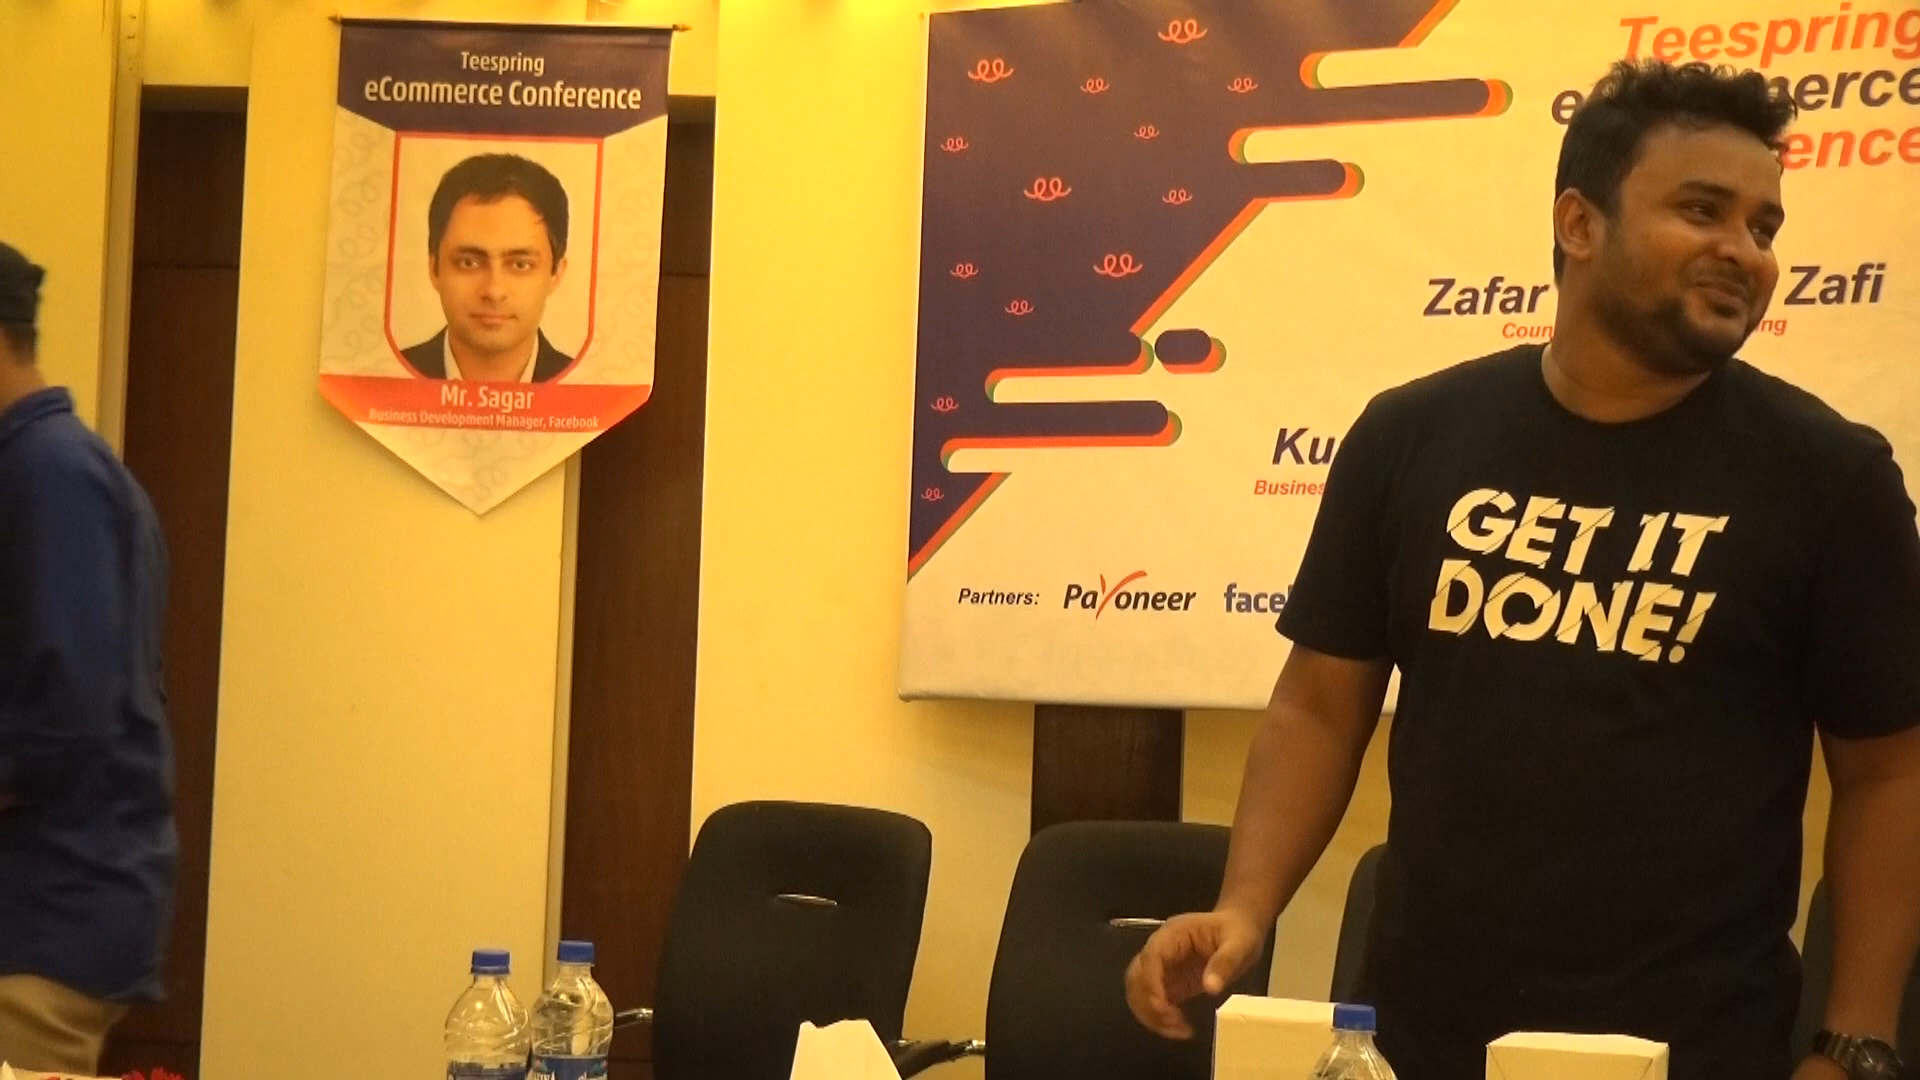 Teespring
eCommerce Conference
Mr. Sagar
Business Development Manager, Facebook
Teespring
e merce
ence
Zafar Zafi
Coun ng
Ku
Busines
Partners: Payoneer face
GET IT
DONE!